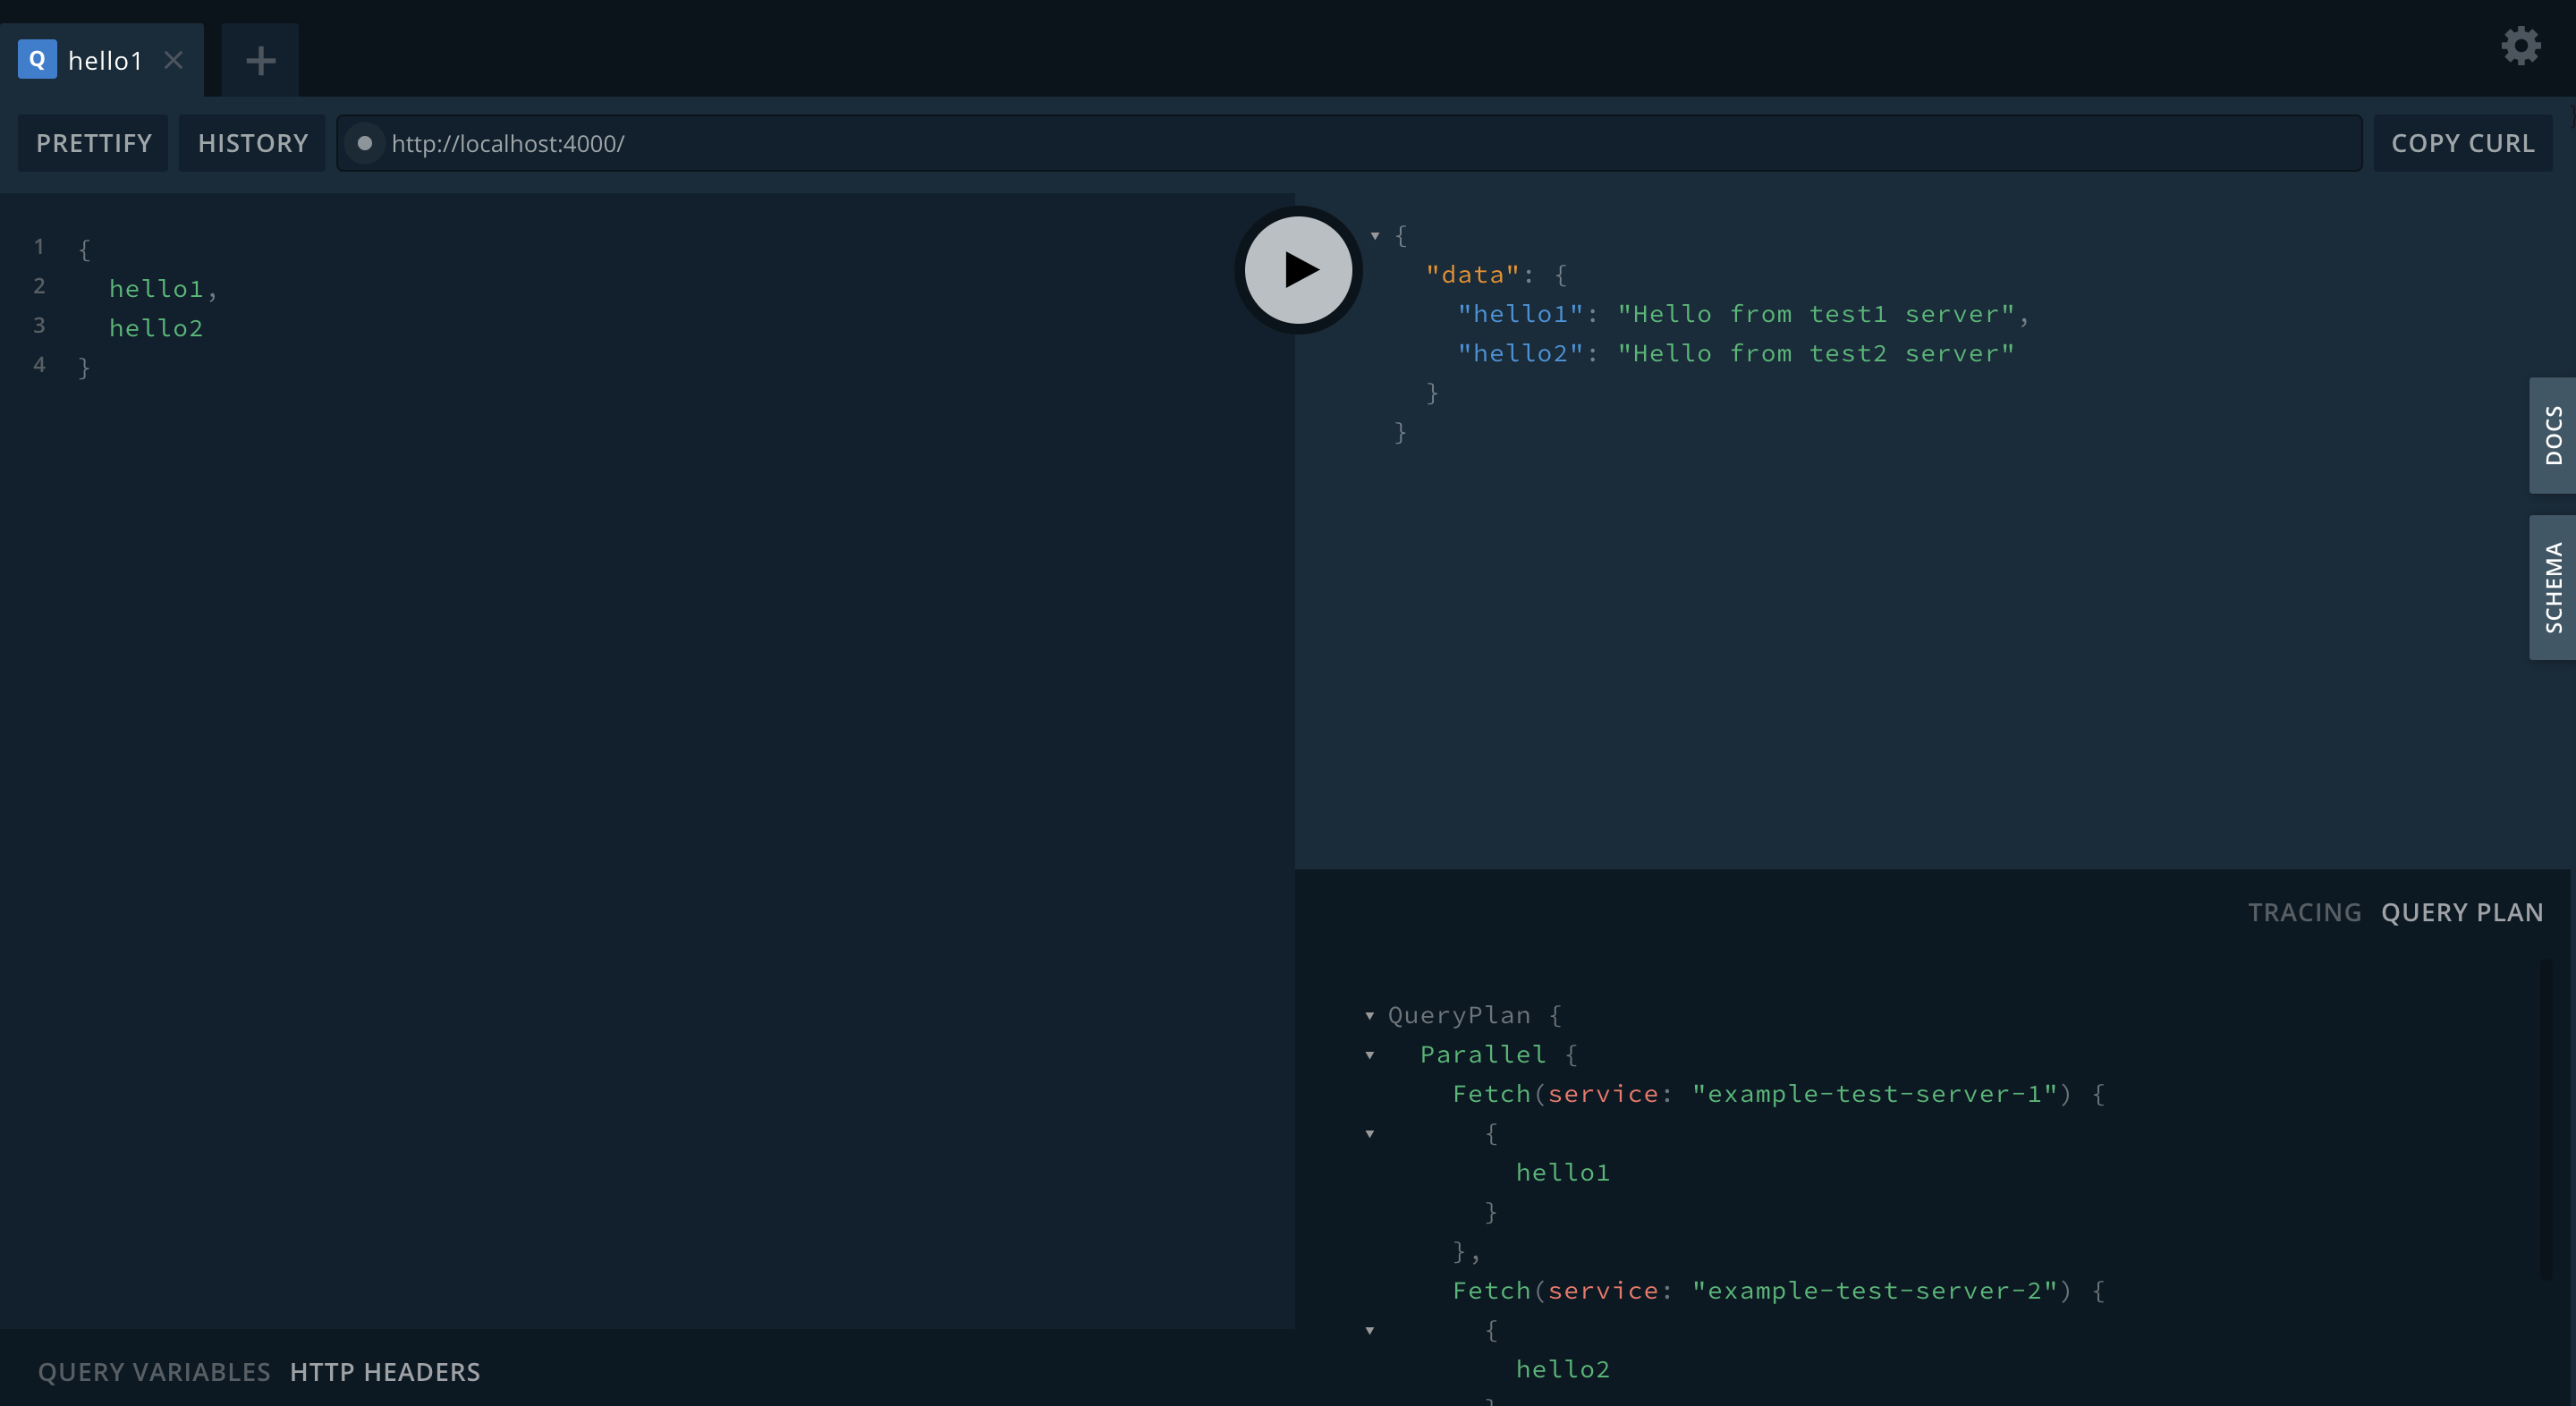 Q hello1
PRETTIFY HISTORY http://localhost:4000/ COPY CURL
1 {
2 hello1,
3 hello2
4 }
{
"data": {
"hello1": "Hello from test1 server",
"hello2": "Hello from test2 server"
}
}
DOCS
SCHEMA
TRACING QUERY PLAN
QueryPlan {
Parallel {
Fetch(service: "example-test-server-1") {
{
hello1
}
},
Fetch(service: "example-test-server-2") {
{
hello2
}
QUERY VARIABLES HTTP HEADERS